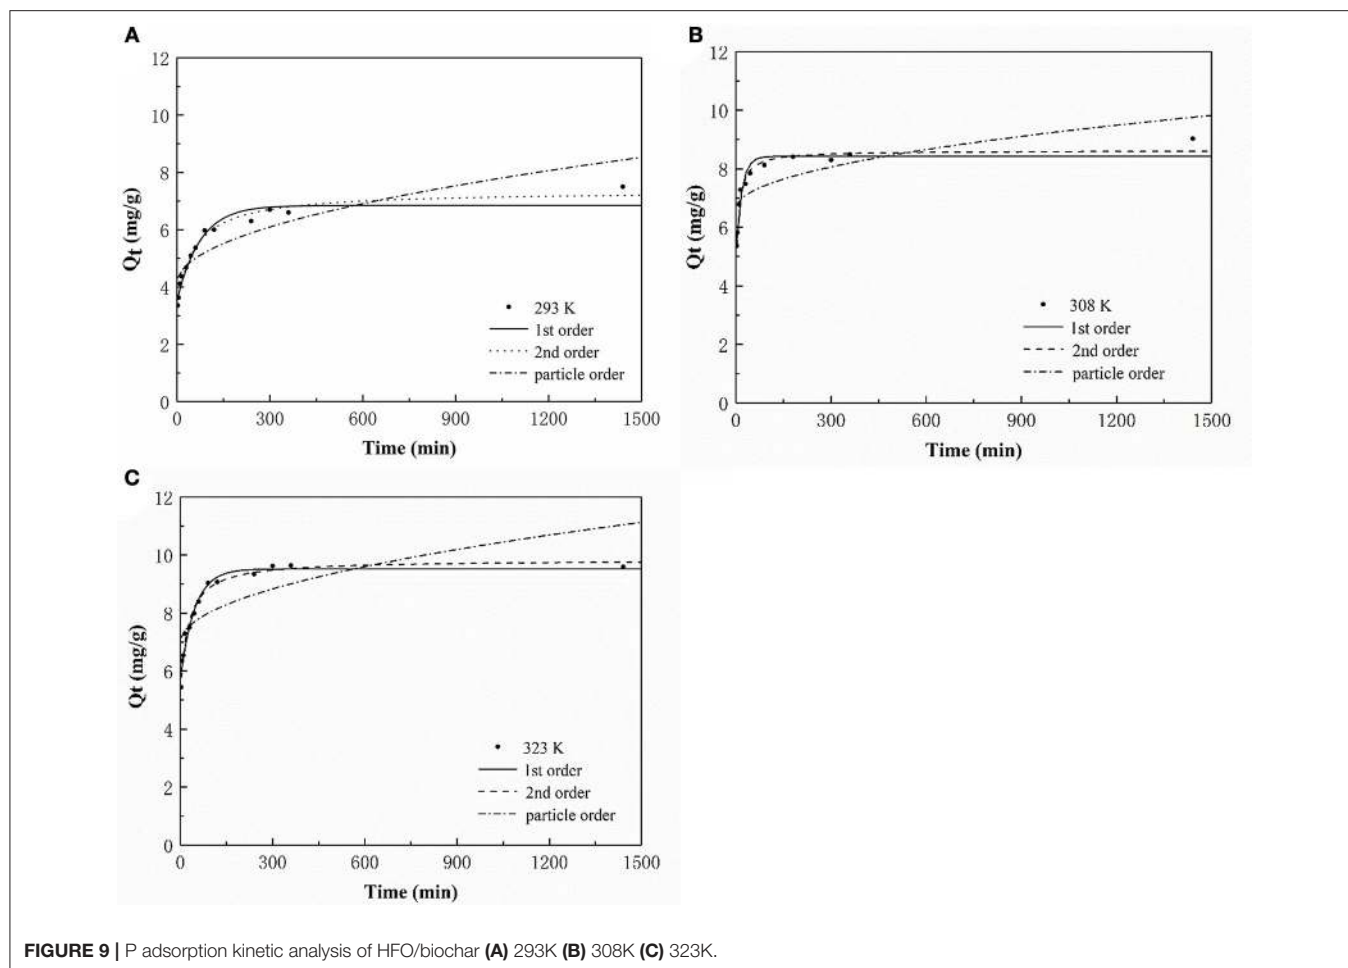 A
12
10
8
6
4
2
0
Qt (mg/g)
293 K
1st order
2nd order
particle order
0 300 600 900 1200 1500
Time (min)
B
12
10
8
6
4
2
0
Qt (mg/g)
308 K
1st order
2nd order
particle order
0 300 600 900 1200 1500
Time (min)
C
12
10
8
6
4
2
0
Qt (mg/g)
323 K
1st order
2nd order
particle order
0 300 600 900 1200 1500
Time (min)
FIGURE 9 | P adsorption kinetic analysis of HFO/biochar (A) 293K (B) 308K (C) 323K.